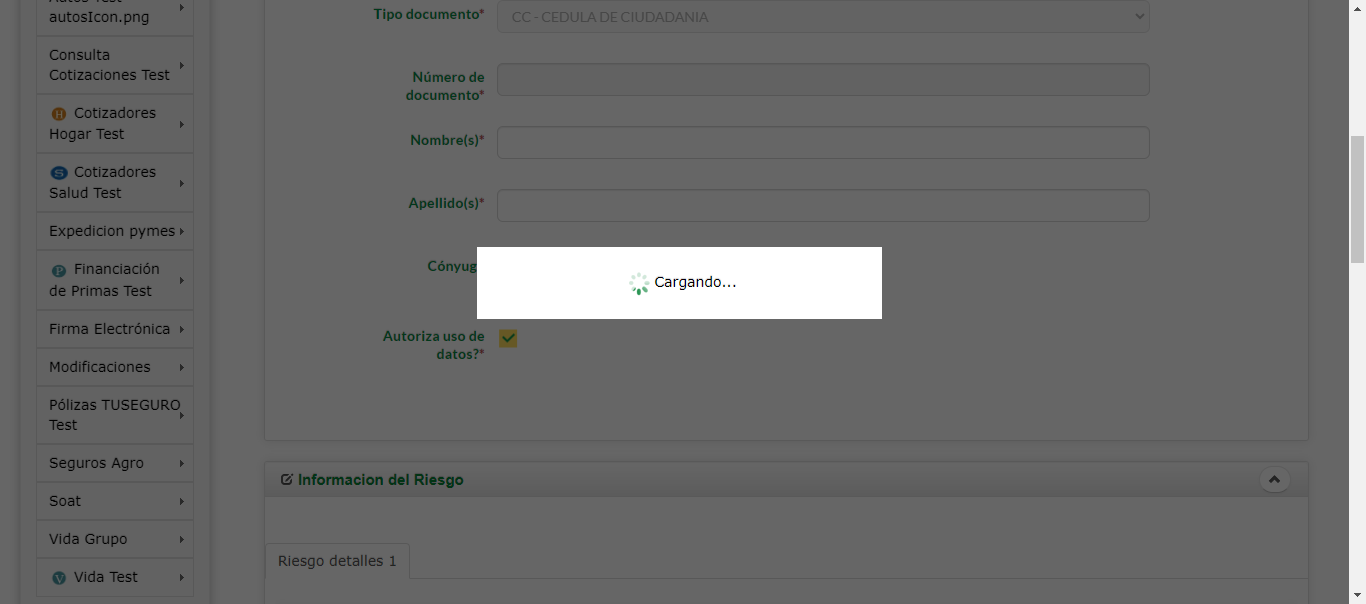 Autos Test
autosIcon.png
Consulta
Cotizaciones Test
H Cotizadores
Hogar Test
S Cotizadores
Salud Test
Expedicion pymes
P Financiación
de Primas Test
Firma Electrónica
Modificaciones
Pólizas TUSEGURO
Test
Seguros Agro
Soat
Vida Grupo
V Vida Test
Tipo documento*
CC - CEDULA DE CIUDADANIA
Número de
documento*
Nombre(s)*
Apellido(s)*
Cónyug
Cargando...
Autoriza uso de
datos?*
Informacion del Riesgo
Riesgo detalles 1